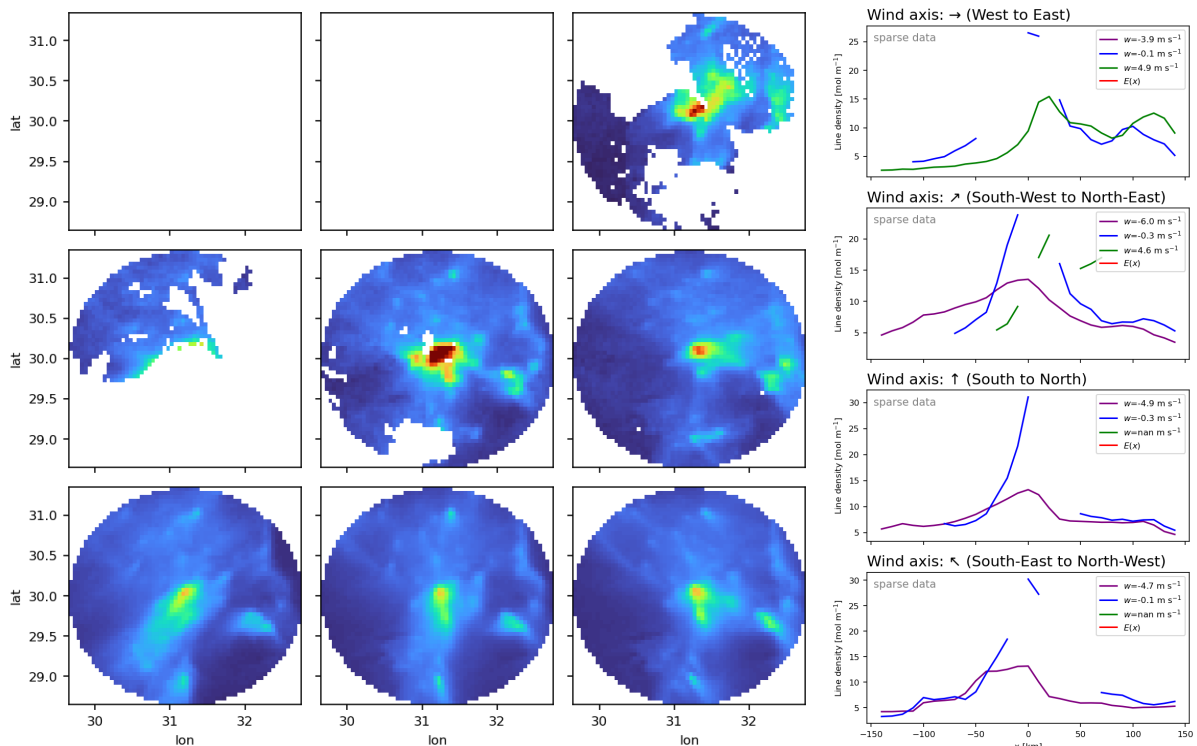 lat
31.0
30.5
30.0
29.5
29.0
lat
31.0
30.5
30.0
29.5
29.0
lat
31.0
30.5
30.0
29.5
29.0
30 31 32
30 31 32
30 31 32
lon
lon
lon
Wind axis: → (West to East)
sparse data
w=-3.9 m s⁻¹
w=-0.1 m s⁻¹
w=4.9 m s⁻¹
E(x)
Line density [mol m⁻¹]
25
20
15
10
5
Wind axis: ↗ (South-West to North-East)
sparse data
w=-6.0 m s⁻¹
w=-0.3 m s⁻¹
w=4.6 m s⁻¹
E(x)
Line density [mol m⁻¹]
20
15
10
5
Wind axis: ↑ (South to North)
sparse data
w=-4.9 m s⁻¹
w=-0.3 m s⁻¹
w=nan m s⁻¹
E(x)
Line density [mol m⁻¹]
30
25
20
15
10
5
Wind axis: ↖ (South-East to North-West)
sparse data
w=-4.7 m s⁻¹
w=-0.1 m s⁻¹
w=nan m s⁻¹
E(x)
Line density [mol m⁻¹]
30
25
20
15
10
5
−150 −100 −50 0 50 100 150